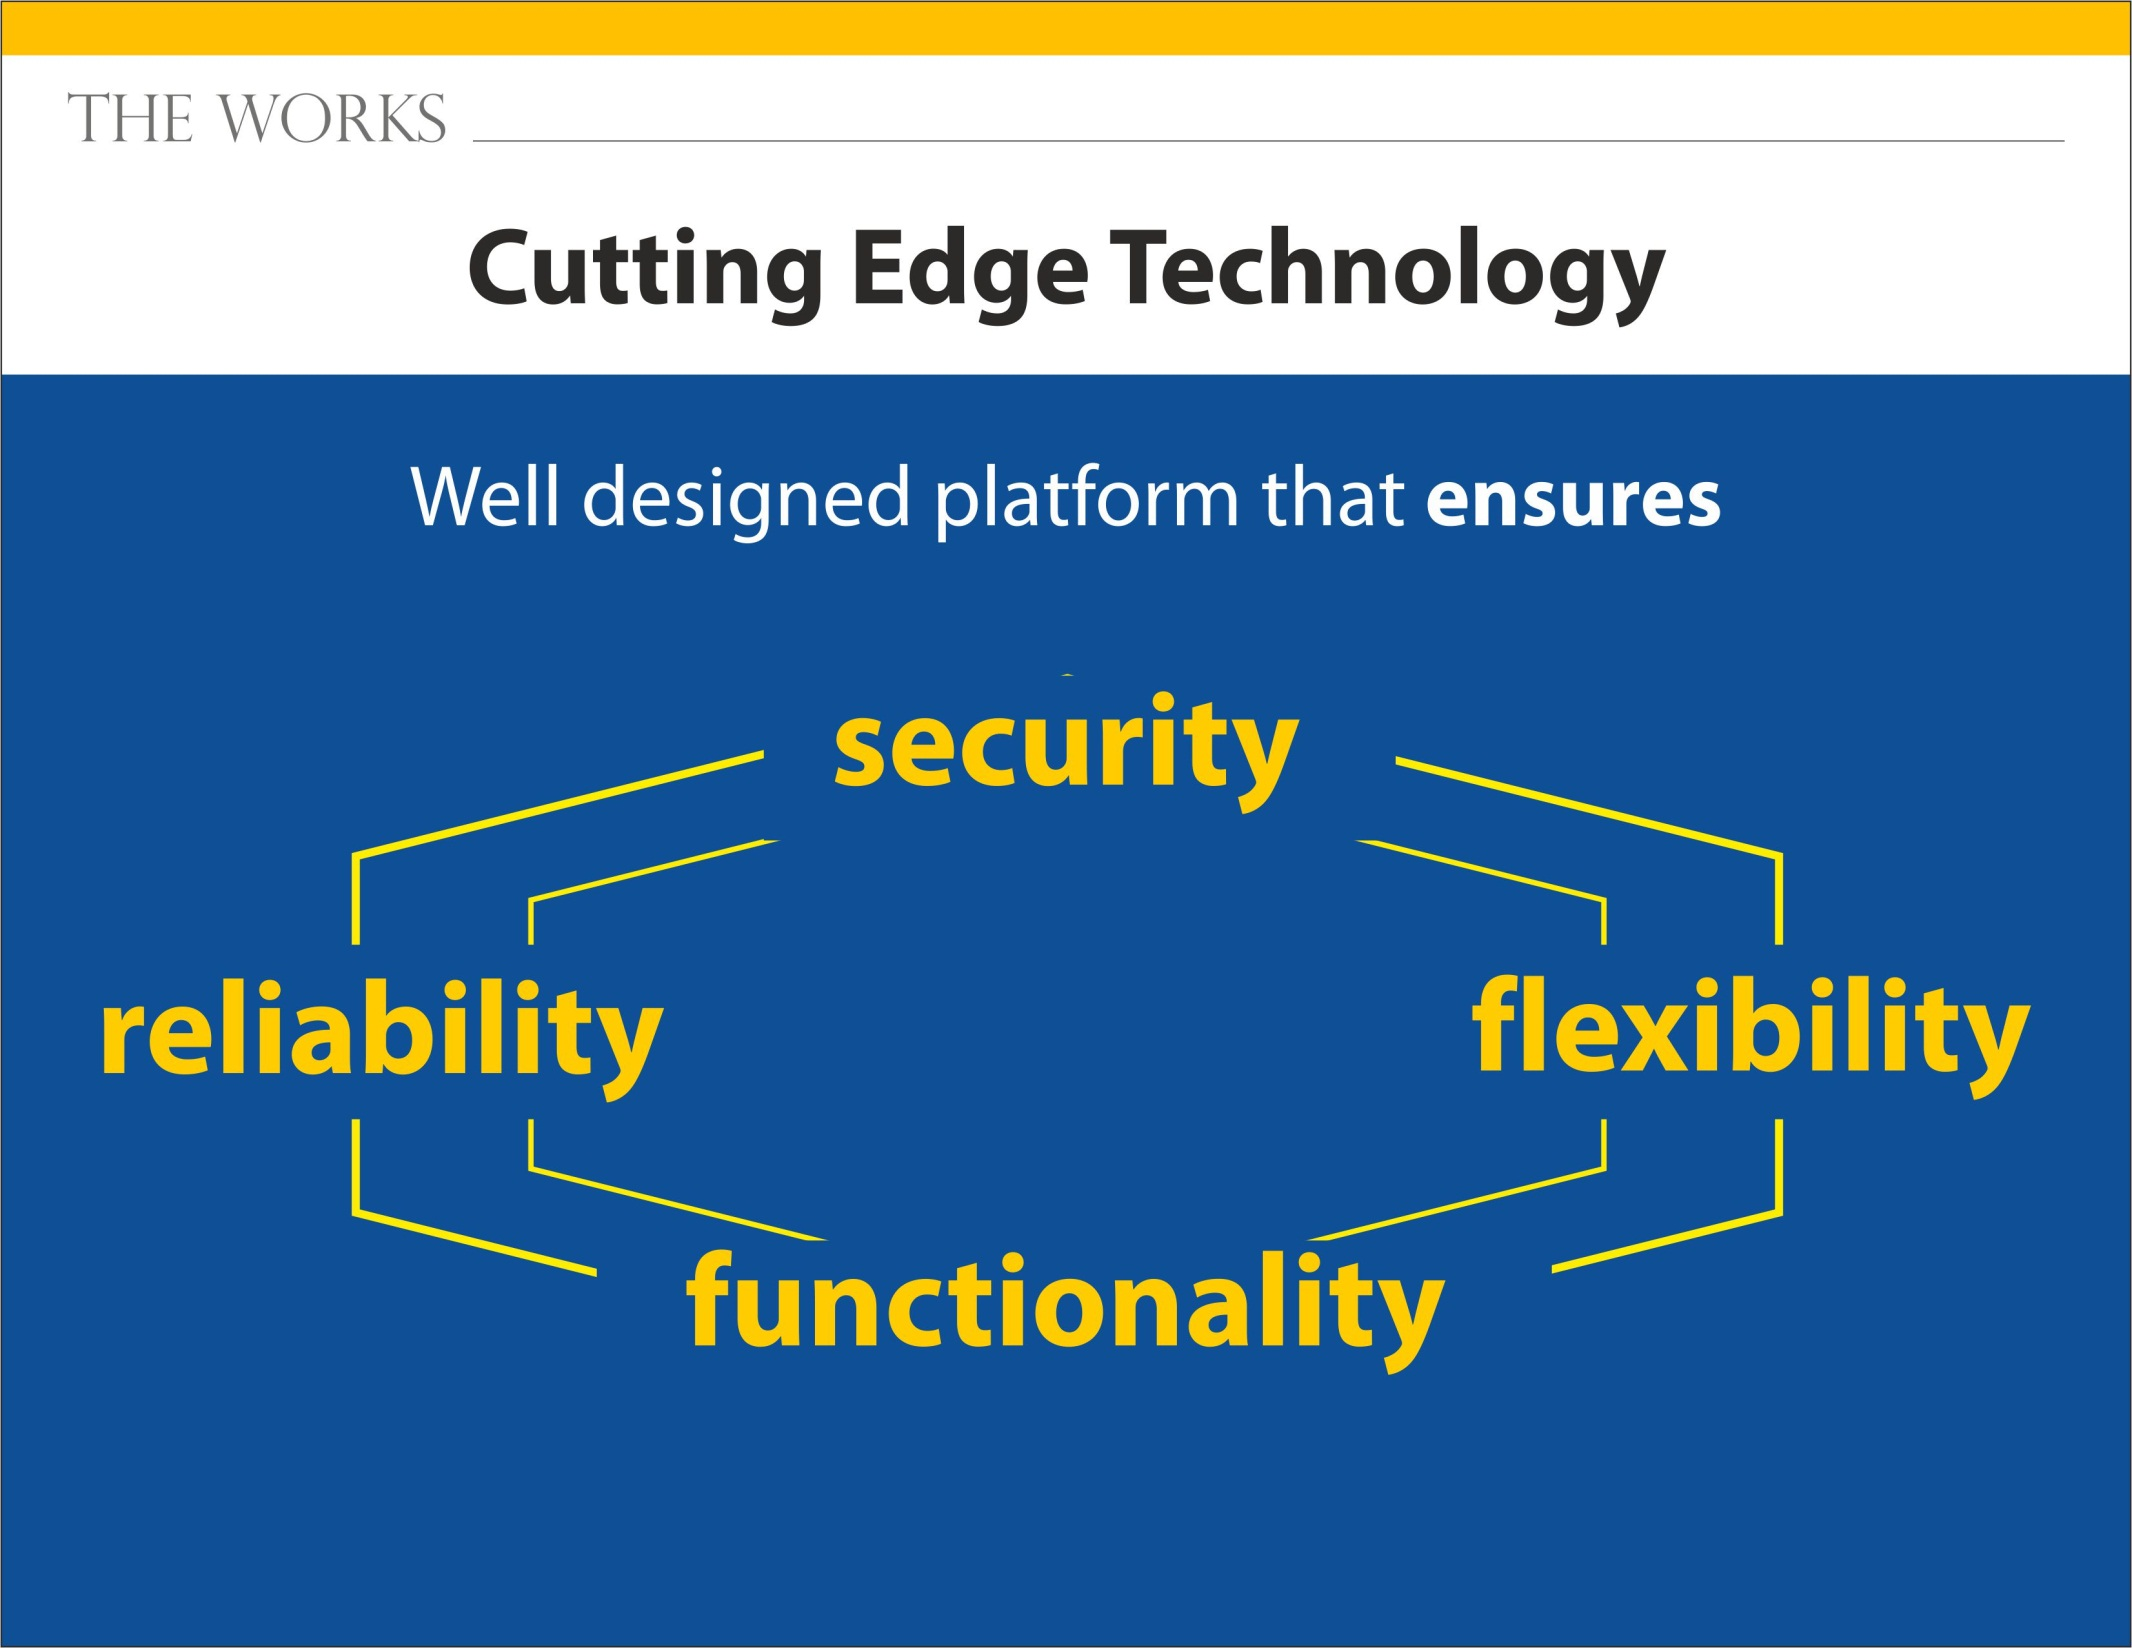 THE WORKS
Cutting Edge Technology
Well designed platform that ensures
security
reliability
flexibility
functionality